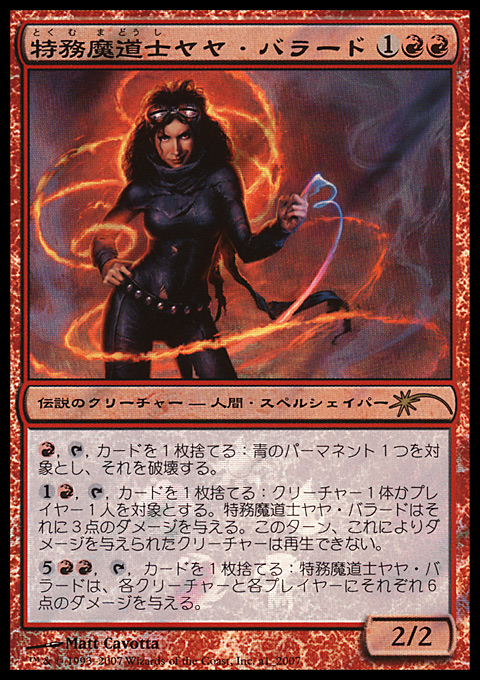 とくむまどうし
特務魔道士ヤヤ・バラード 1
伝説のクリーチャー ― 人間・スペルシェイパー
, , カードを1枚捨てる：青のパーマネント1つを対
象とし、それを破壊する。
1 , , カードを1枚捨てる：クリーチャー1体かプレ
イヤー1人を対象とする。特務魔道士ヤヤ・バラードはそ
れに3点のダメージを与える。このターン、これによりダ
メージを与えられたクリーチャーは再生できない。
5 , , カードを1枚捨てる：特務魔道士ヤヤ・バ
ラードは、各クリーチャーと各プレイヤーにそれぞれ6
点のダメージを与える。
2/2
Matt Cavotta
™ & © 1993-2007 Wizards of the Coast, Inc. a1 2007